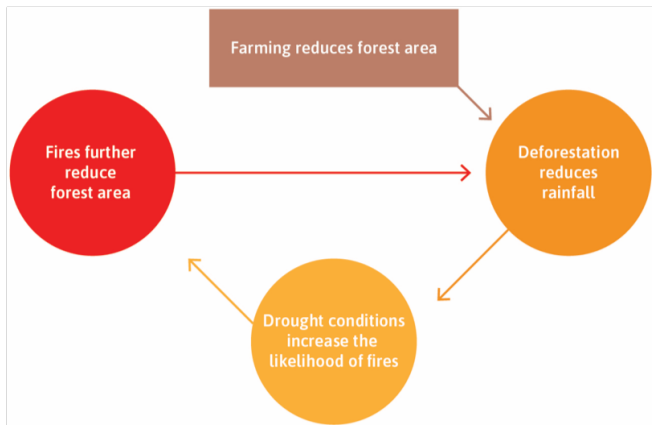 Farming reduces forest area
Fires further
reduce
forest area
Deforestation
reduces
rainfall
Drought conditions
increase the
likelihood of fires